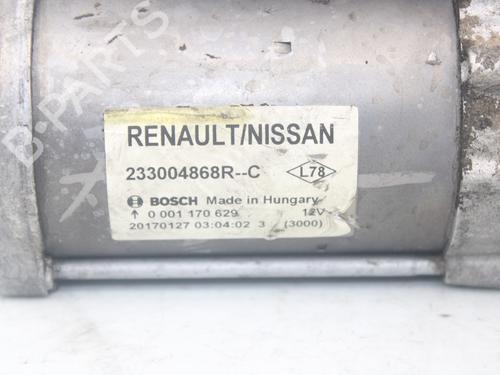 B-PARTS
RENAULT/NISSAN
233004868R--C L78
BOSCH Made in Hungary
↑ 0 001 170 629 12V
20170127 03:04:02 3 (3000)